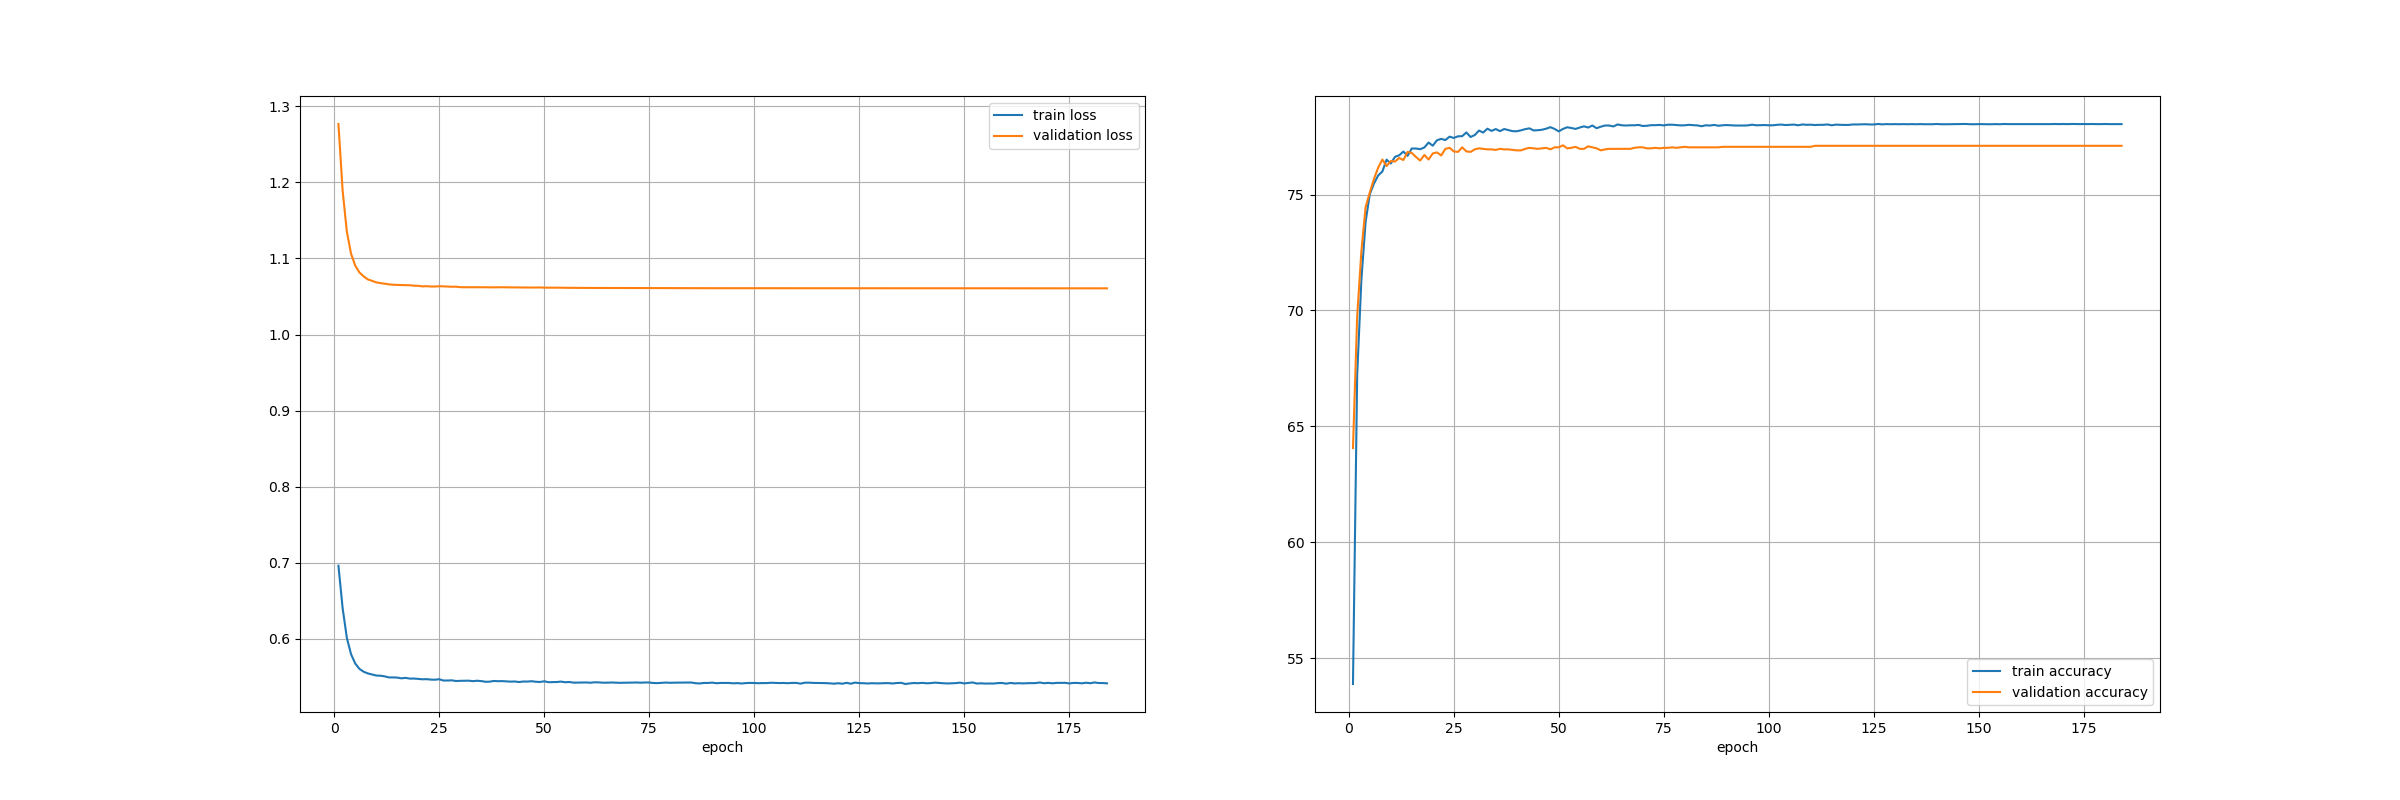 1.3
1.2
1.1
1.0
0.9
0.8
0.7
0.6
0 25 50 75 100 125 150 175
epoch
train loss
validation loss
75
70
65
60
55
0 25 50 75 100 125 150 175
epoch
train accuracy
validation accuracy